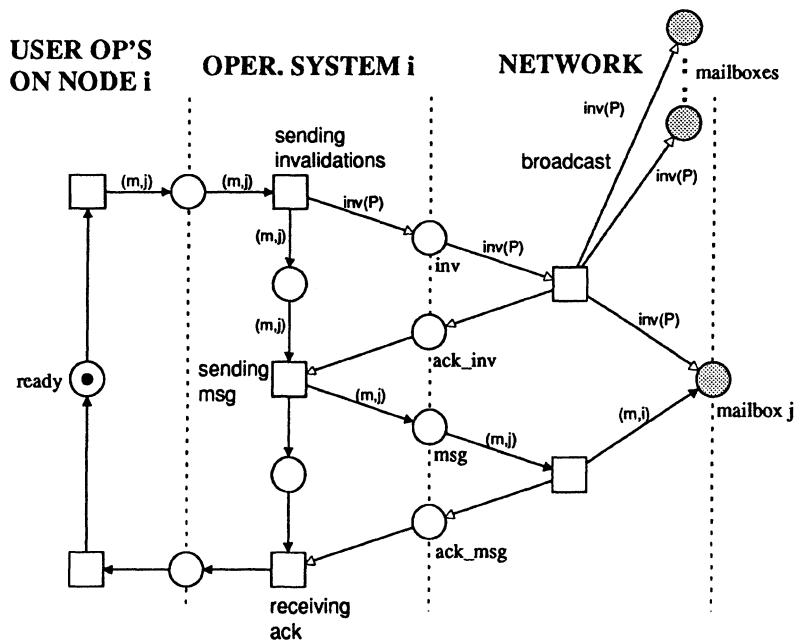 USER OP'S
ON NODE i
OPER. SYSTEM i
NETWORK
mailboxes
inv(P)
sending
invalidations
broadcast
inv(P)
(m,j)
(m,j)
inv(P)
(m,j)
inv(P)
inv
inv(P)
(m,j)
ack_inv
ready
sending
msg
(m,j)
mailbox j
(m,i)
msg
(m,j)
ack_msg
receiving
ack